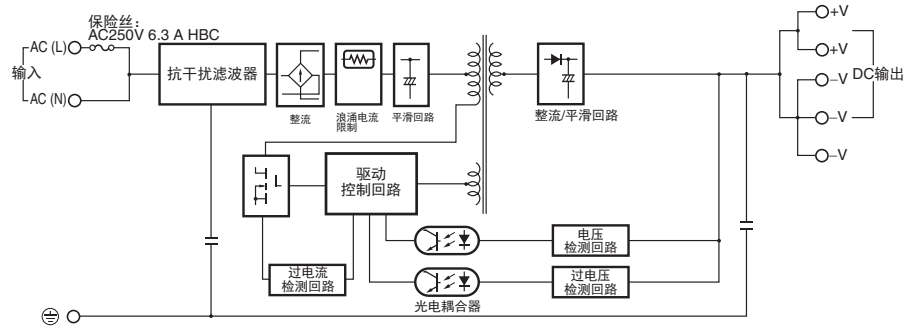 保险丝：
AC250V 6.3 A HBC
AC (L)
输入
AC (N)
抗干扰滤波器
整流
浪涌电流
限制
平滑回路
整流/平滑回路
+V
+V
−V
DC输出
−V
−V
驱动
控制回路
过电流
检测回路
电压
检测回路
过电压
检测回路
光电耦合器